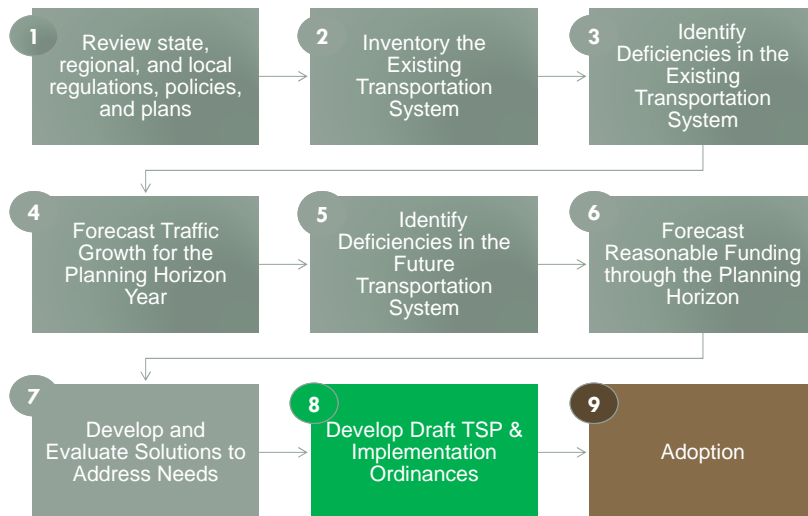 1
Review state,
regional, and local
regulations, policies,
and plans
2
Inventory the
Existing
Transportation
System
3
Identify
Deficiencies in the
Existing
Transportation
System
4
Forecast Traffic
Growth for the
Planning Horizon
Year
5
Identify
Deficiencies in the
Future
Transportation
System
6
Forecast
Reasonable Funding
through the Planning
Horizon
7
Develop and
Evaluate Solutions to
Address Needs
8
Develop Draft TSP &
Implementation
Ordinances
9
Adoption